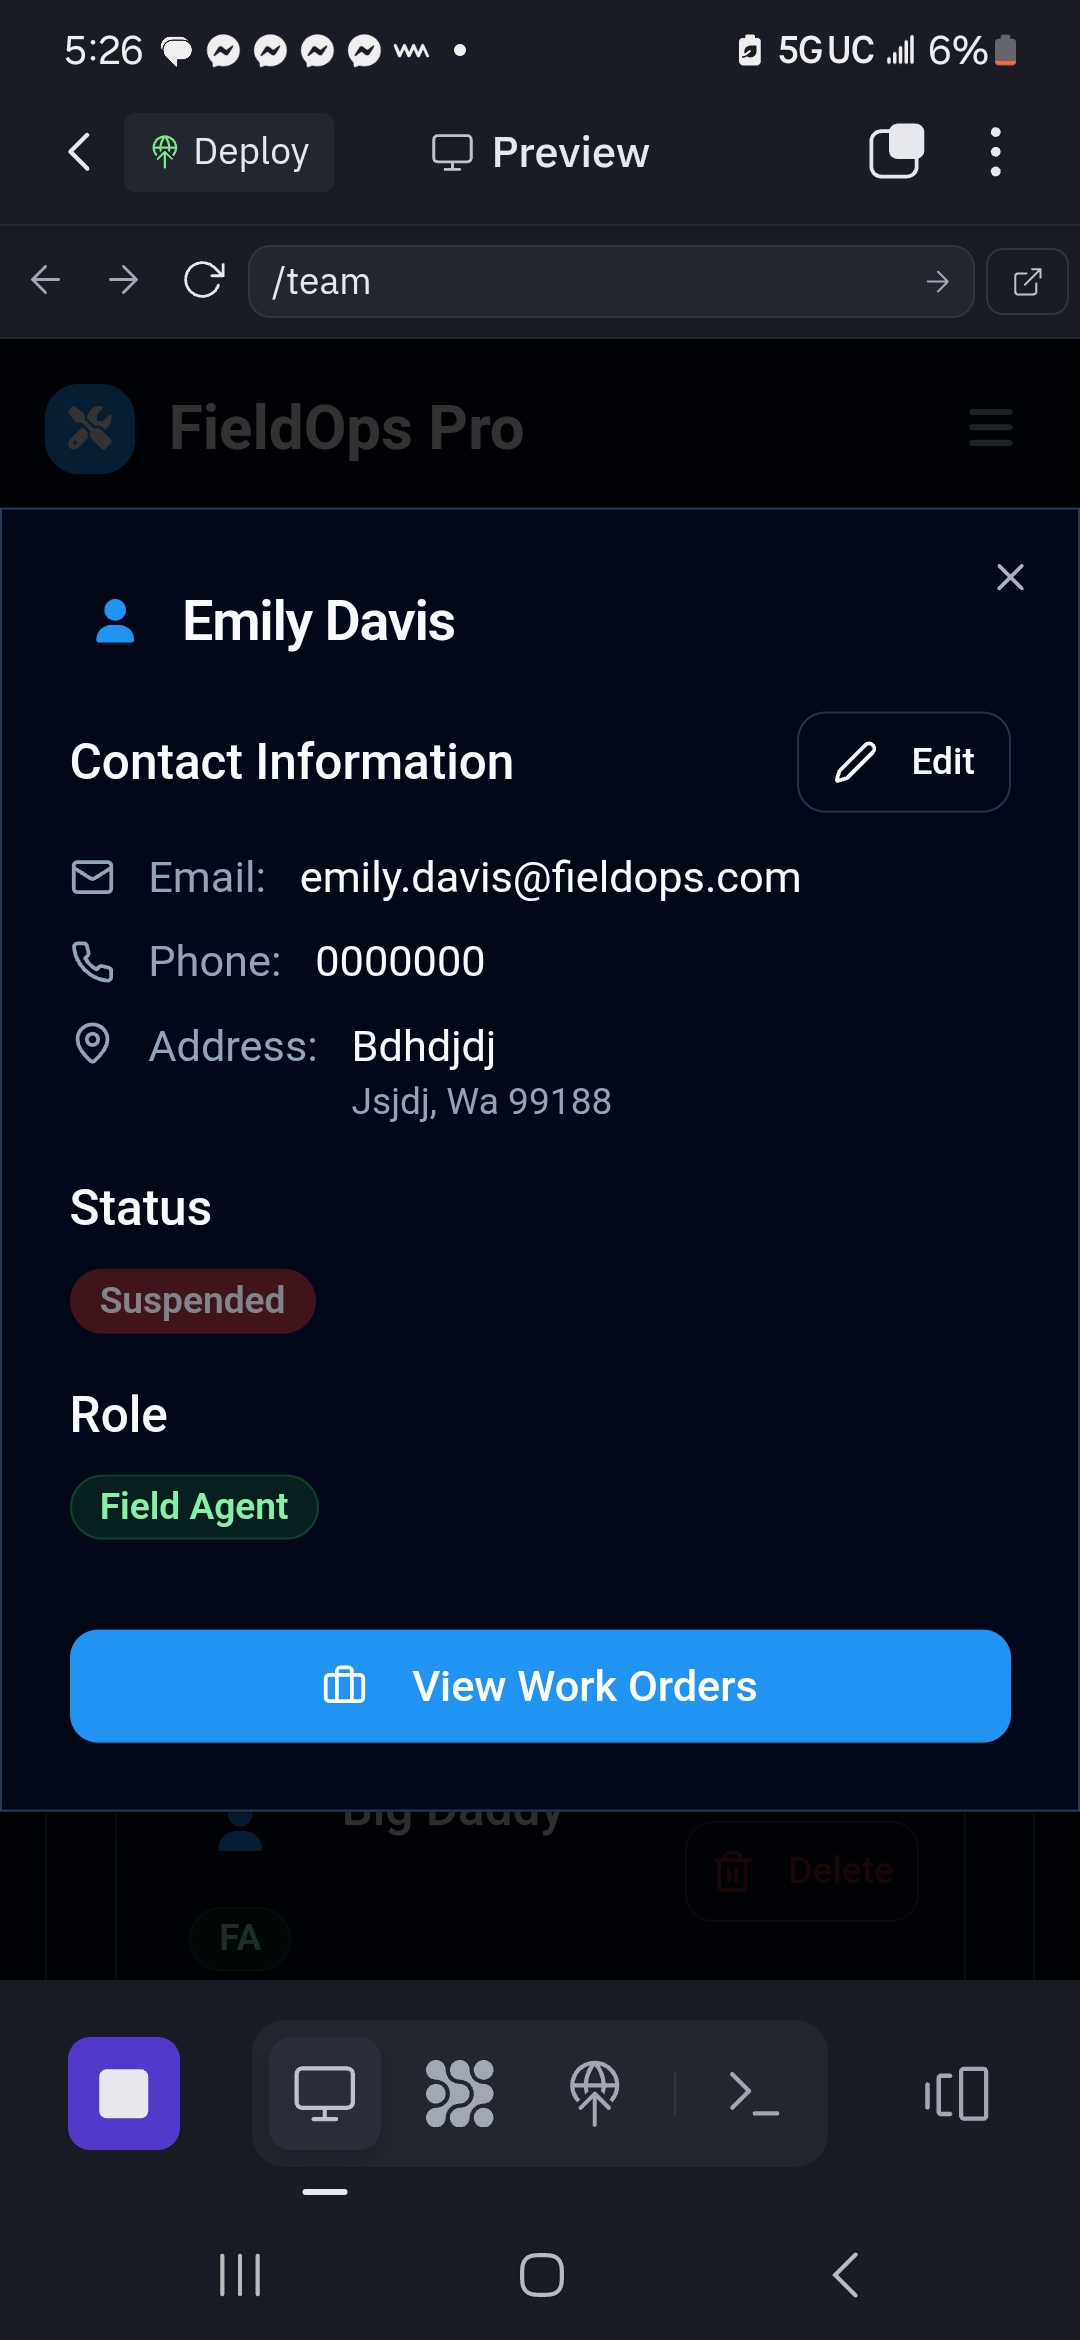 5:26
5G UC 6%
Deploy
Preview
/team
FieldOps Pro
Emily Davis
Contact Information
Edit
Email: emily.davis@fieldops.com
Phone: 0000000
Address: Bdhdjdj
Jsjdj, Wa 99188
Status
Suspended
Role
Field Agent
View Work Orders
Big Daddy
Delete
FA